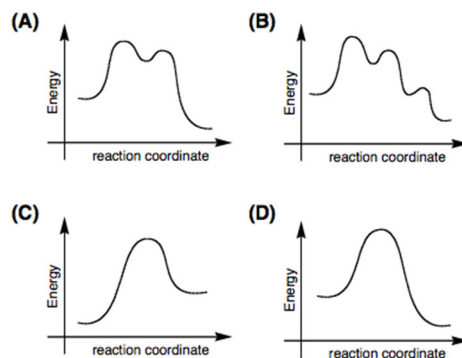 (A)
Energy
reaction coordinate
(B)
Energy
reaction coordinate
(C)
Energy
reaction coordinate
(D)
Energy
reaction coordinate